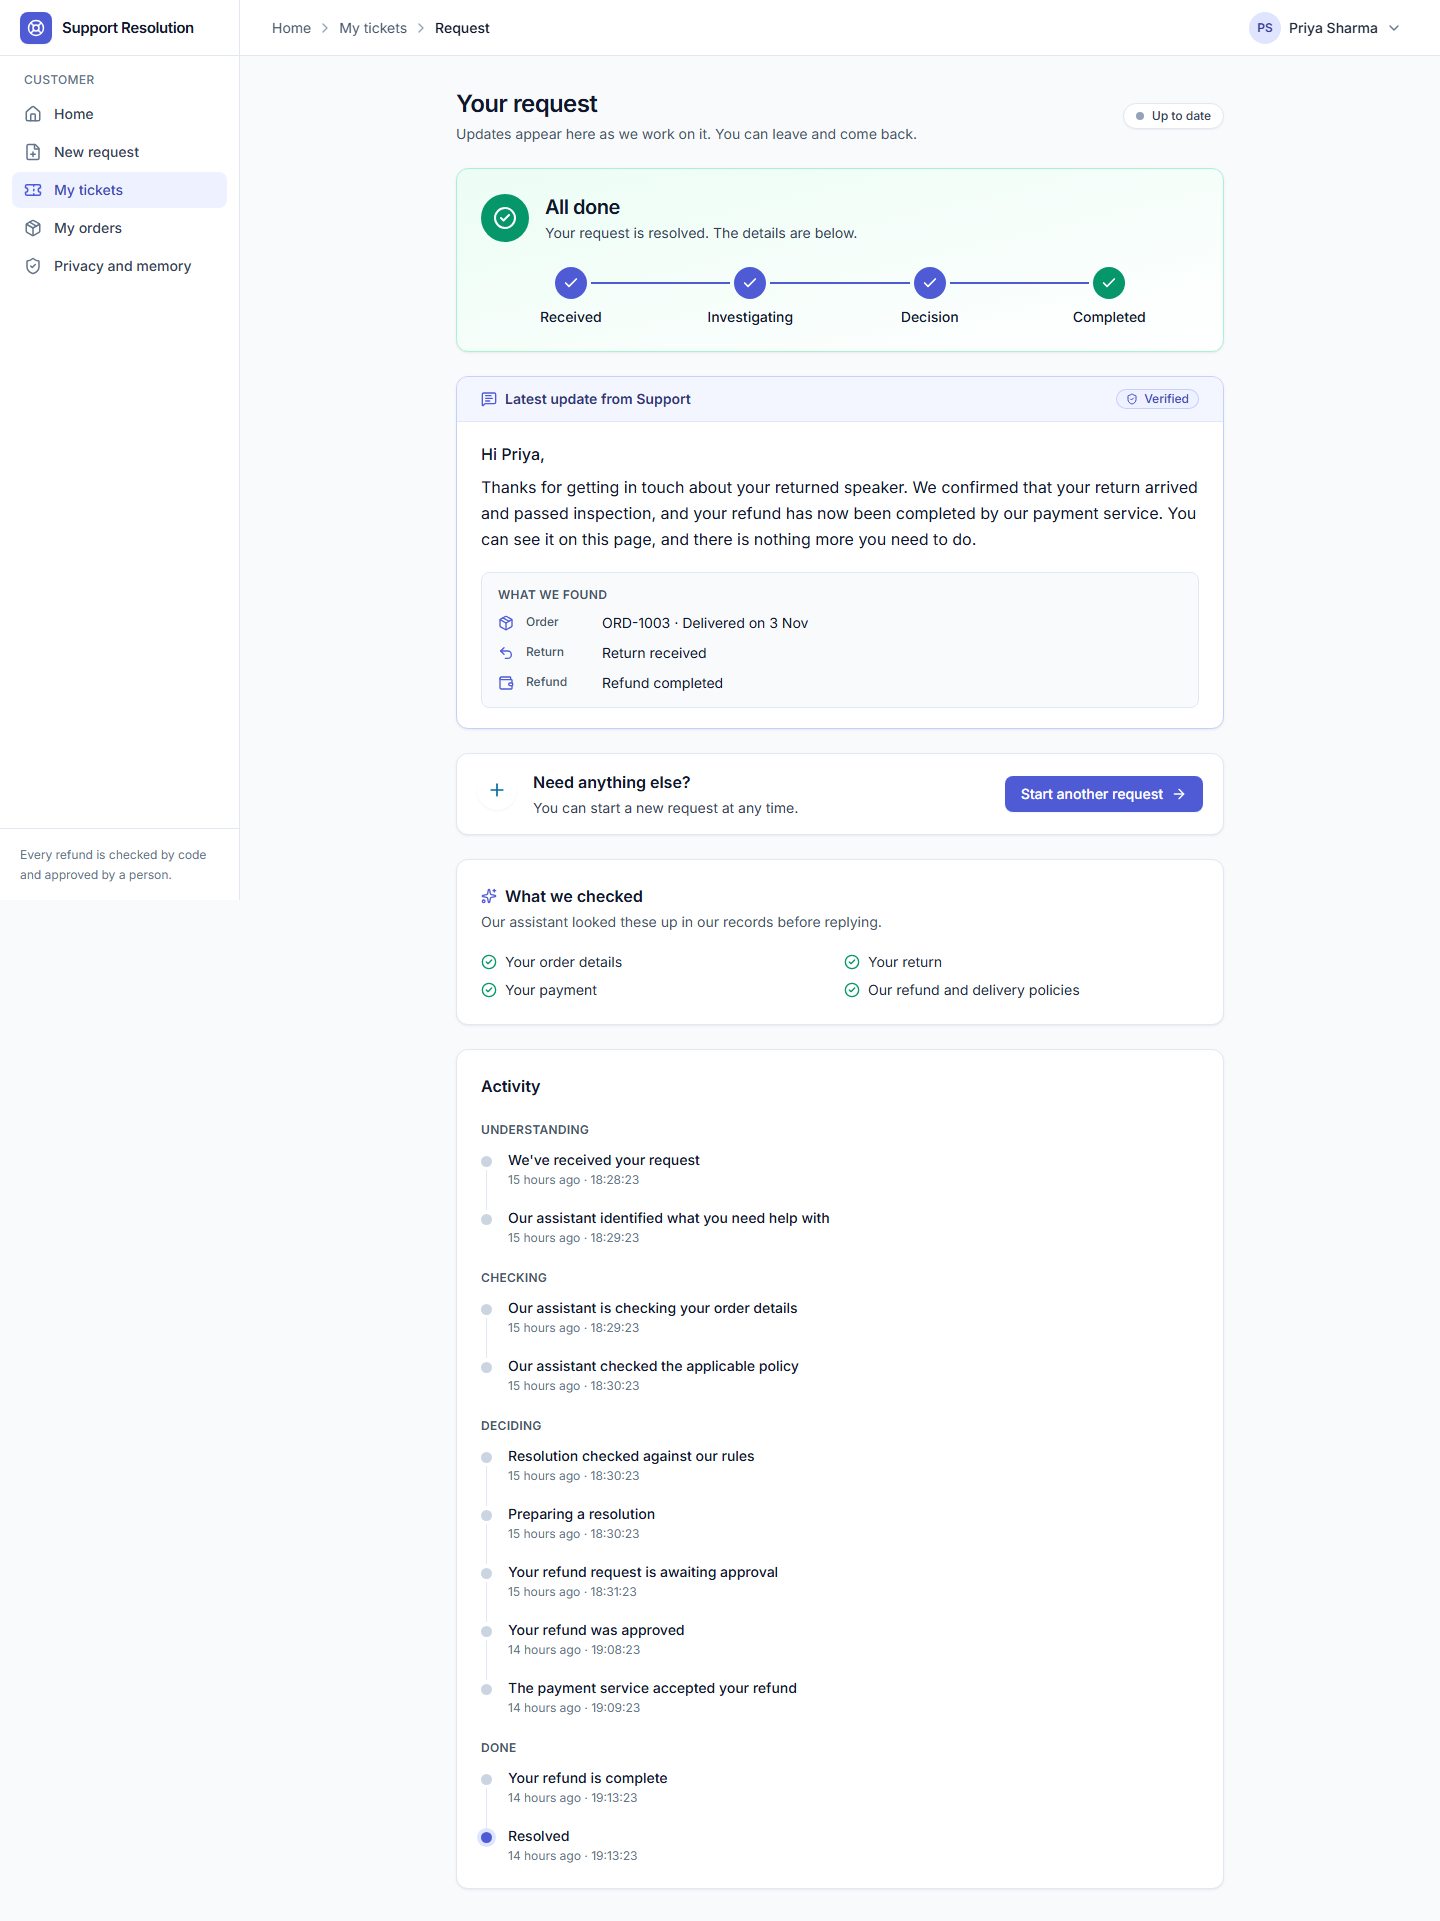 Support Resolution
Home > My tickets > Request
PS Priya Sharma
CUSTOMER
Home
New request
My tickets
My orders
Privacy and memory
Every refund is checked by code
and approved by a person.
Your request
Updates appear here as we work on it. You can leave and come back.
Up to date
All done
Your request is resolved. The details are below.
Received Investigating Decision Completed
Latest update from Support
Verified
Hi Priya,
Thanks for getting in touch about your returned speaker. We confirmed that your return arrived
and passed inspection, and your refund has now been completed by our payment service. You
can see it on this page, and there is nothing more you need to do.
WHAT WE FOUND
Order ORD-1003 · Delivered on 3 Nov
Return Return received
Refund Refund completed
Need anything else?
You can start a new request at any time.
Start another request
What we checked
Our assistant looked these up in our records before replying.
Your order details Your return
Your payment Our refund and delivery policies
Activity
UNDERSTANDING
We've received your request
15 hours ago · 18:28:23
Our assistant identified what you need help with
15 hours ago · 18:29:23
CHECKING
Our assistant is checking your order details
15 hours ago · 18:29:23
Our assistant checked the applicable policy
15 hours ago · 18:30:23
DECIDING
Resolution checked against our rules
15 hours ago · 18:30:23
Preparing a resolution
15 hours ago · 18:30:23
Your refund request is awaiting approval
15 hours ago · 18:31:23
Your refund was approved
14 hours ago · 19:08:23
The payment service accepted your refund
14 hours ago · 19:09:23
DONE
Your refund is complete
14 hours ago · 19:13:23
Resolved
14 hours ago · 19:13:23